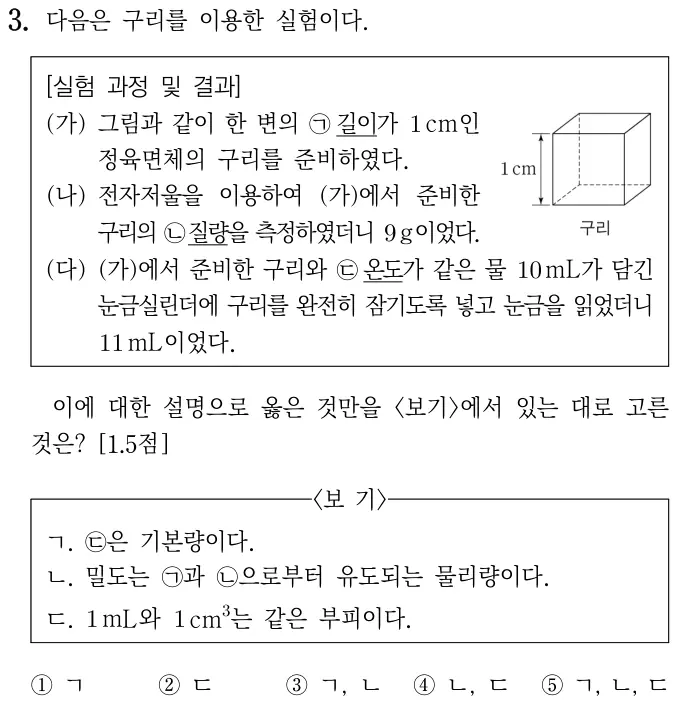 3. 다음은 구리를 이용한 실험이다.
[실험 과정 및 결과]
(가) 그림과 같이 한 변의 ㉠길이가 1cm인
정육면체의 구리를 준비하였다.
(나) 전자저울을 이용하여 (가)에서 준비한
구리의 ㉡질량을 측정하였더니 9g이었다.
1cm
구리
(다) (가)에서 준비한 구리와 ㉢온도가 같은 물 10mL가 담긴
눈금실린더에 구리를 완전히 잠기도록 넣고 눈금을 읽었더니
11mL이었다.
이에 대한 설명으로 옳은 것만을 〈보기〉에서 있는 대로 고른
것은? [1.5점]
〈보 기〉
ㄱ. ㉢은 기본량이다.
ㄴ. 밀도는 ㉠과 ㉡으로부터 유도되는 물리량이다.
ㄷ. 1mL와 1cm³는 같은 부피이다.
① ㄱ ② ㄷ ③ ㄱ, ㄴ ④ ㄴ, ㄷ ⑤ ㄱ, ㄴ, ㄷ